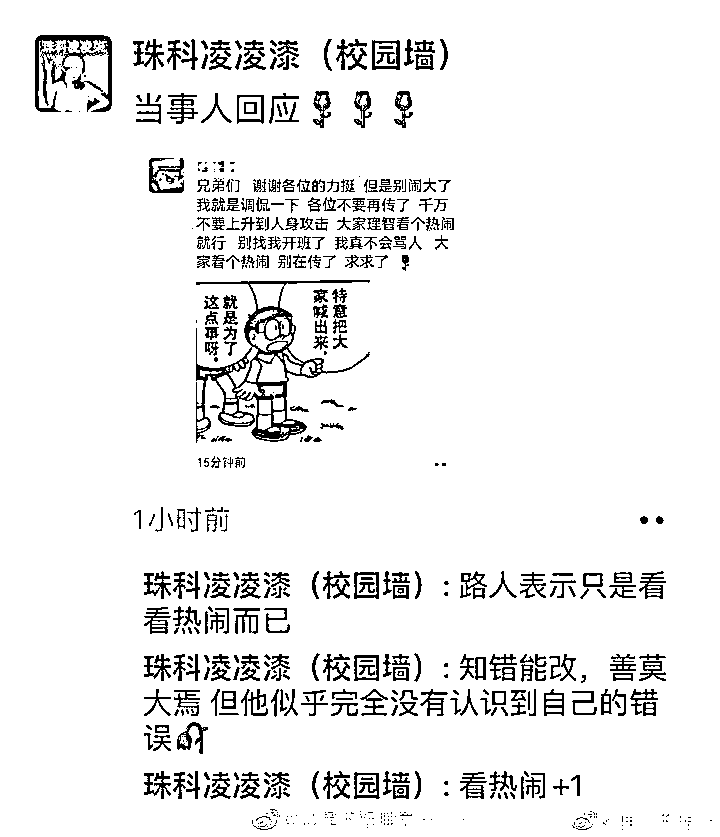 珠科凌凌漆（校园墙）
当事人回应🌹🌹🌹
兄弟们 谢谢各位的力挺 但是别闹大了
我就是调侃一下 各位不要再传了 千万
不要上升到人身攻击 大家理智看个热闹
就行 别找我开班了 我真不会骂人 大
家看个热闹 别在传了 求求了🌹
特意把大
家喊出来，
就是为了
这点事呀。
15分钟前
1小时前
珠科凌凌漆（校园墙）：路人表示只是看
看热闹而已
珠科凌凌漆（校园墙）：知错能改，善莫
大焉 但他似乎完全没有认识到自己的错
误🥀
珠科凌凌漆（校园墙）：看热闹+1